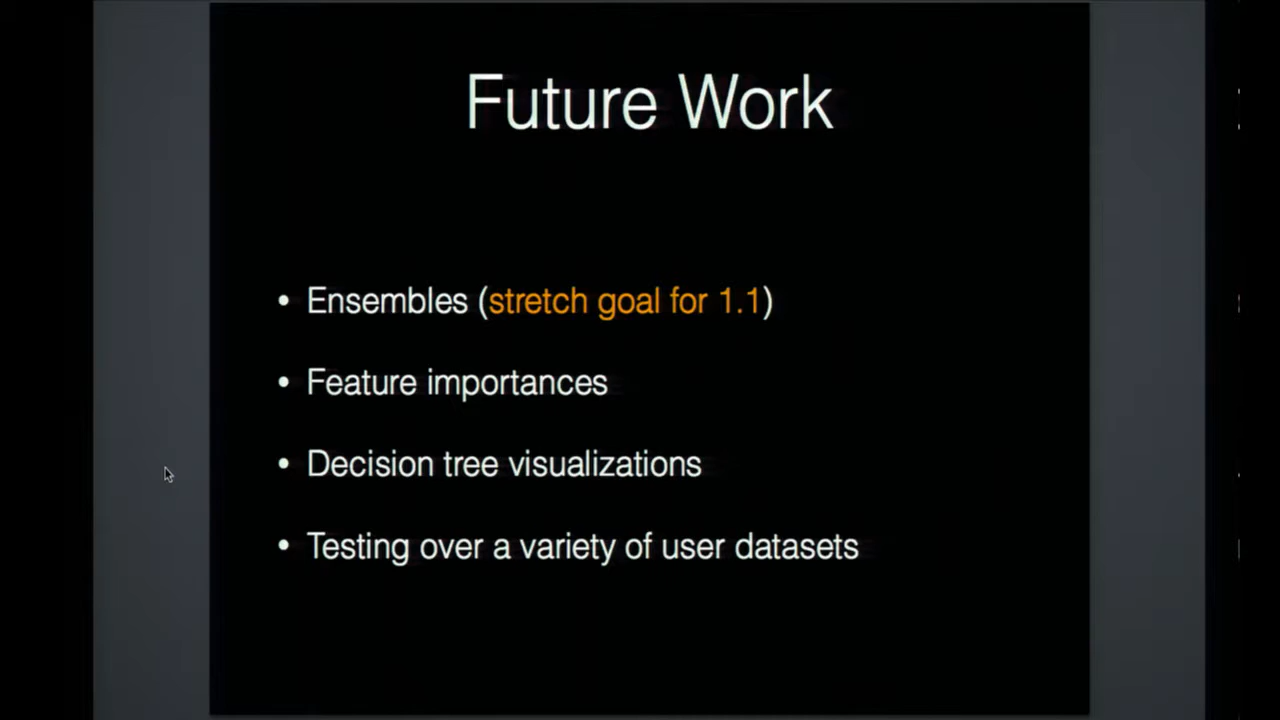 Future Work
• Ensembles (stretch goal for 1.1)
• Feature importances
• Decision tree visualizations
• Testing over a variety of user datasets